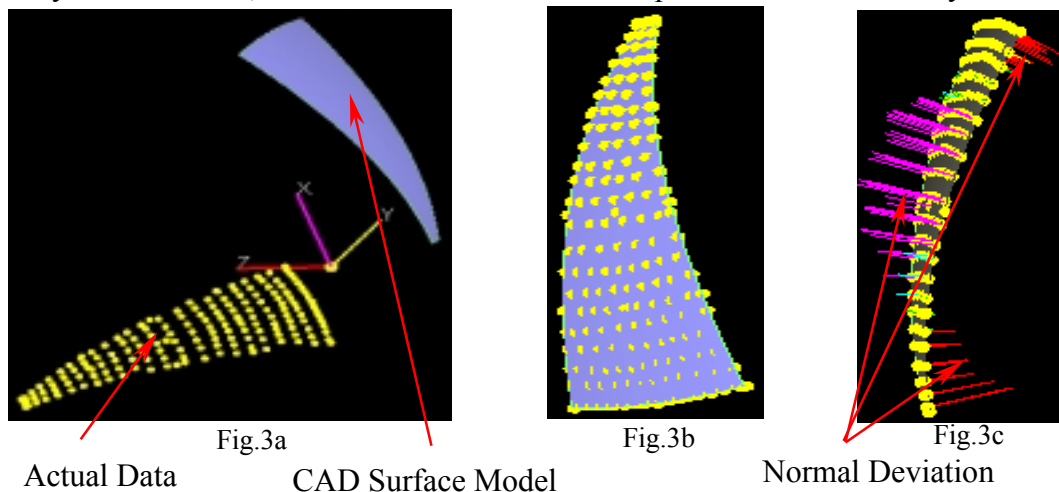 X
Y
Z
Fig.3a
Fig.3b
Fig.3c
Actual Data
CAD Surface Model
Normal Deviation